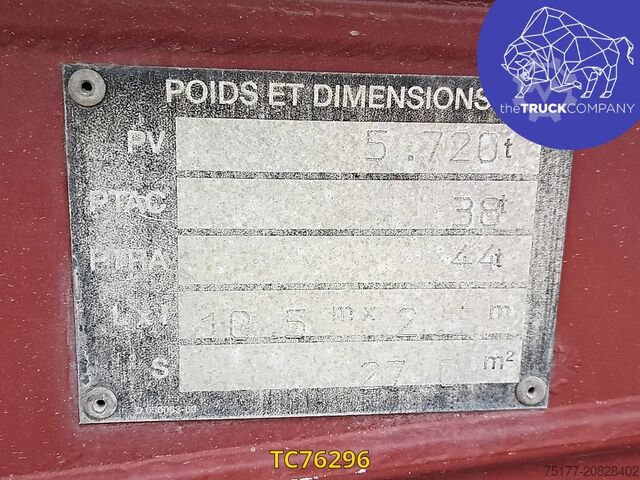 theTRUCKCOMPANY
POIDS ET DIMENSIONS
PV 5.720t
PTAC 38t
PTRA 44t
L x l 10.5 m x 2 m
S 27 m²
TC76296
75177-20828402